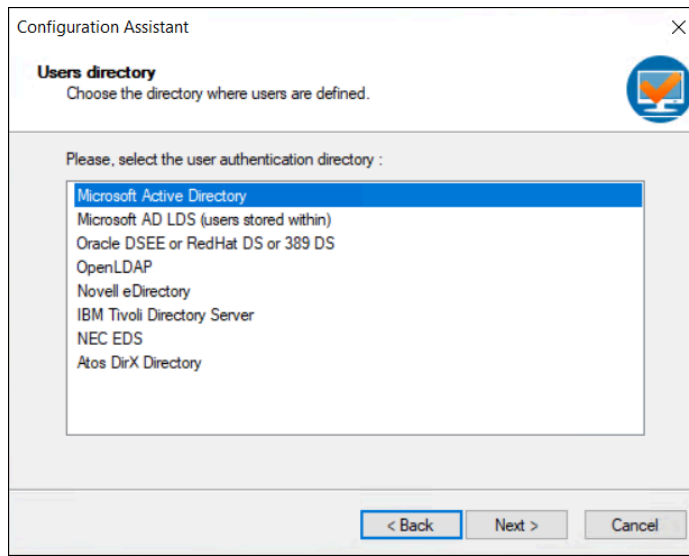 Configuration Assistant
Users directory
Choose the directory where users are defined.
Please, select the user authentication directory :
Microsoft Active Directory
Microsoft AD LDS (users stored within)
Oracle DSEE or RedHat DS or 389 DS
OpenLDAP
Novell eDirectory
IBM Tivoli Directory Server
NEC EDS
Atos DirX Directory
< Back Next > Cancel